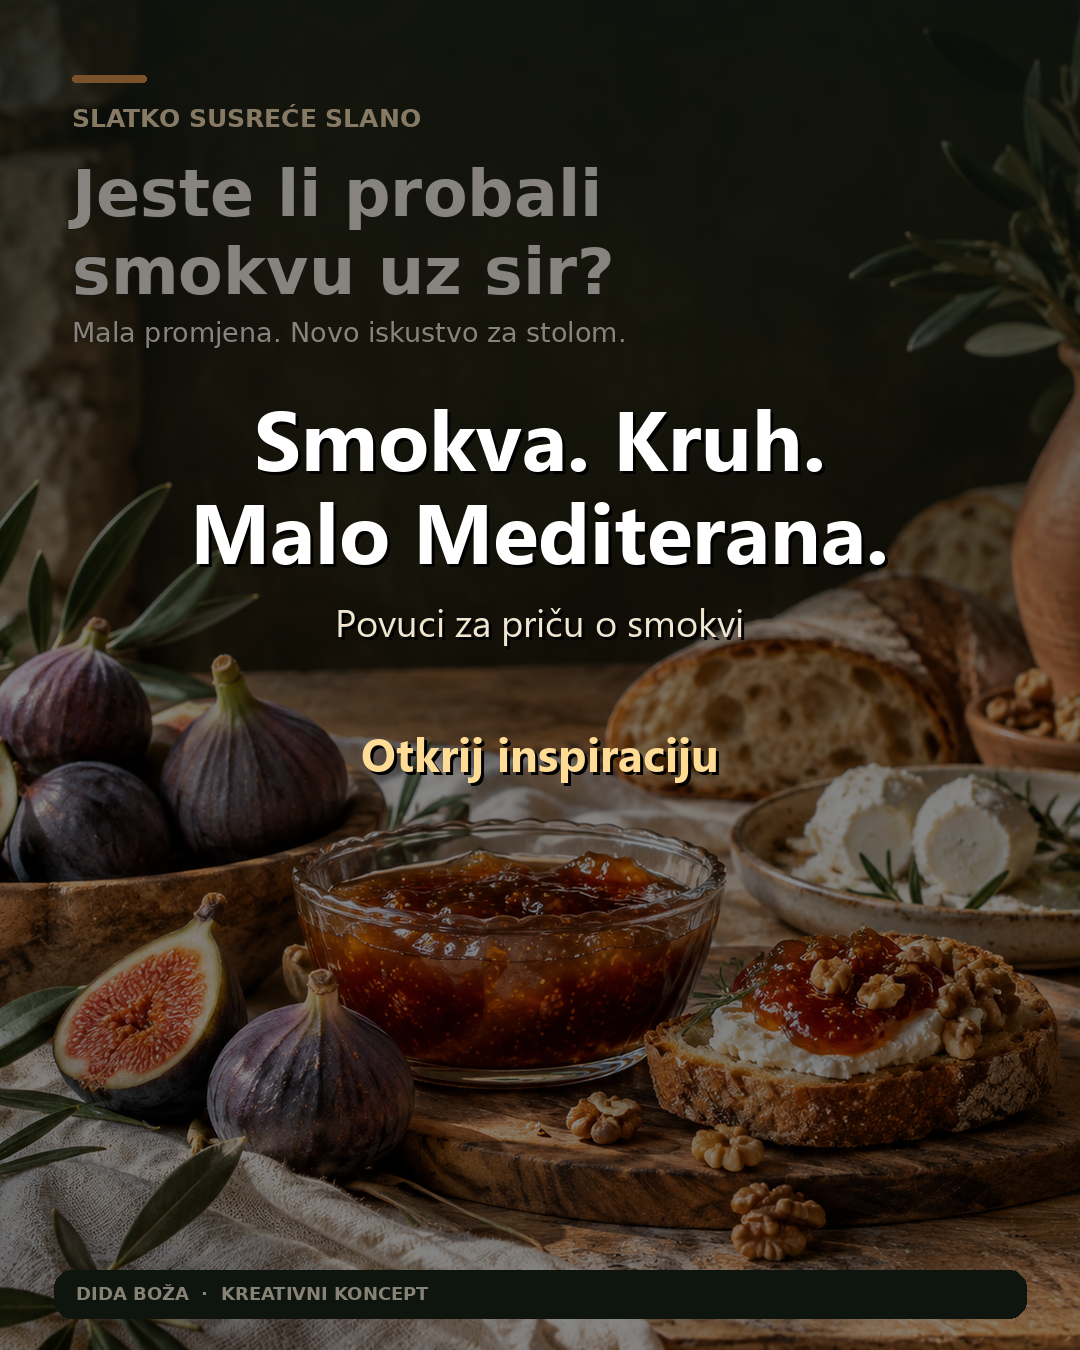 SLATKO SUSREĆE SLANO
Jeste li probali
smokvu uz sir?
Mala promjena. Novo iskustvo za stolom.
Smokva. Kruh.
Malo Mediterana.
Povuci za priču o smokvi
Otkrij inspiraciju
DIDA BOŽA · KREATIVNI KONCEPT